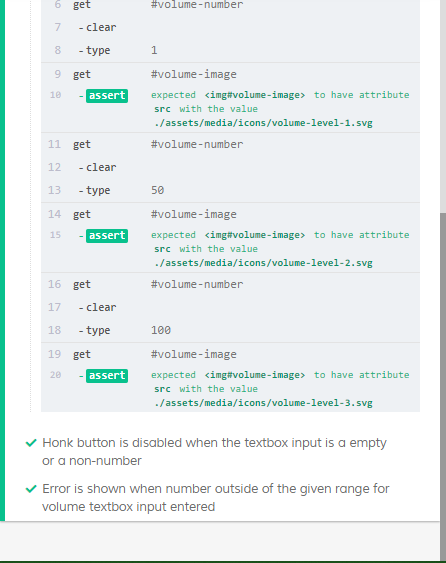 6 get #volume-number
7 -clear
8 -type 1
9 get #volume-image
10 -assert expected <img#volume-image> to have attribute
src with the value
./assets/media/icons/volume-level-1.svg
11 get #volume-number
12 -clear
13 -type 50
14 get #volume-image
15 -assert expected <img#volume-image> to have attribute
src with the value
./assets/media/icons/volume-level-2.svg
16 get #volume-number
17 -clear
18 -type 100
19 get #volume-image
20 -assert expected <img#volume-image> to have attribute
src with the value
./assets/media/icons/volume-level-3.svg
Honk button is disabled when the textbox input is a empty
or a non-number
Error is shown when number outside of the given range for
volume textbox input entered